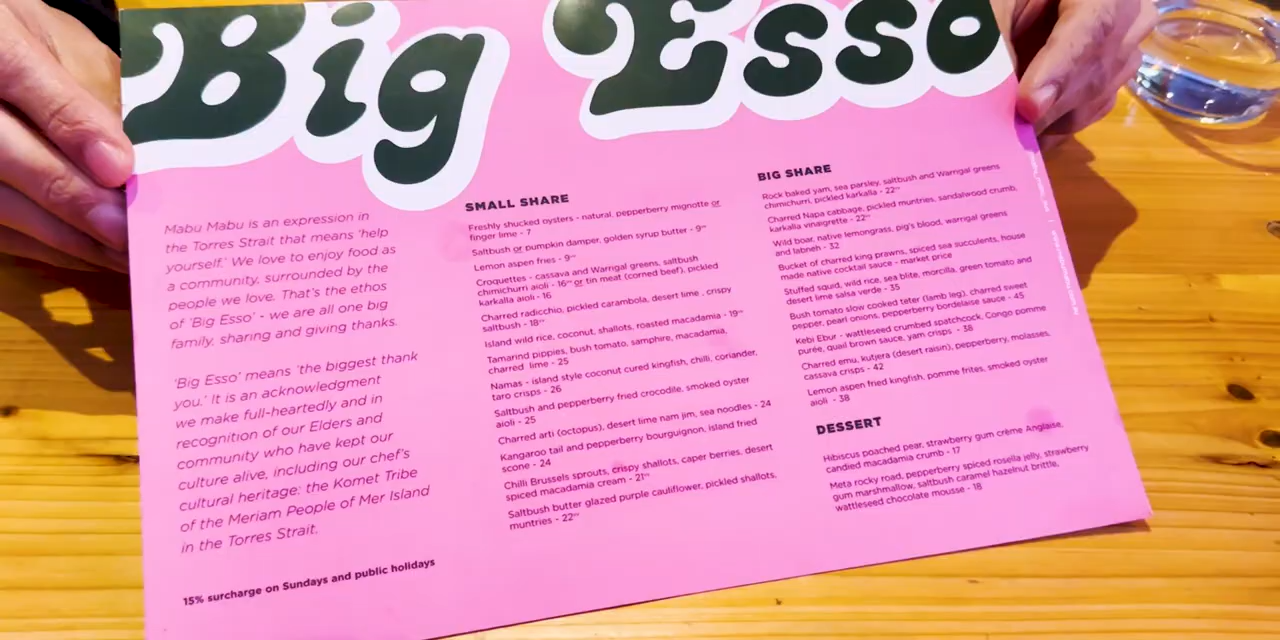 Big Esso
Mabu Mabu is an expression in
the Torres Strait that means 'help
yourself.' We love to enjoy food as
a community, surrounded by the
people we love. That's the ethos
of 'Big Esso' - we are all one big
family, sharing and giving thanks.
'Big Esso' means 'the biggest thank
you.' It is an acknowledgment
we make full-heartedly and in
recognition of our Elders and
community who have kept our
culture alive, including our chef's
cultural heritage: the Komet Tribe
of the Meriam People of Mer Island
in the Torres Strait.
15% surcharge on Sundays and public holidays
SMALL SHARE
Freshly shucked oysters - natural, pepperberry mignotte or
finger lime - 7
Saltbush or pumpkin damper, golden syrup butter - 9
Lemon aspen fries - 9
Croquettes - cassava and Warrigal greens, saltbush
chimichurri aioli - 16 or tin meat (corned beef), pickled
karkalla aioli - 16
Charred radicchio, pickled carambola, desert lime , crispy
saltbush - 18
Island wild rice, coconut, shallots, roasted macadamia - 19
Tamarind pippies, bush tomato, samphire, macadamia,
charred lime - 25
Namas - island style coconut cured kingfish, chilli, coriander,
taro crisps - 26
Saltbush and pepperberry fried crocodile, smoked oyster
aioli - 25
Charred arti (octopus), desert lime nam jim, sea noodles - 24
Kangaroo tail and pepperberry bourguignon, island fried
scone - 24
Chilli Brussels sprouts, crispy shallots, caper berries, desert
spiced macadamia cream - 21
Saltbush butter glazed purple cauliflower, pickled shallots,
muntries - 22
BIG SHARE
Rock baked yam, sea parsley, saltbush and Warrigal greens
chimichurri, pickled karkalla - 22
Charred Napa cabbage, pickled muntries, sandalwood crumb,
karkalla vinaigrette - 22
Wild boar, native lemongrass, pig's blood, warrigal greens
and labneh - 32
Bucket of charred king prawns, spiced sea succulents, house
made native cocktail sauce - market price
Stuffed squid, wild rice, sea blite, morcilla, green tomato and
desert lime salsa verde - 35
Bush tomato slow cooked teter (lamb leg), charred sweet
pepper, pearl onions, pepperberry bordelaise sauce - 45
Kebi Ebur - wattleseed crumbed spatchcock, Congo pomme
purée, quail brown sauce, yam crisps - 38
Charred emu, kutjera (desert raisin), pepperberry, molasses,
cassava crisps - 42
Lemon aspen fried kingfish, pomme frites, smoked oyster
aioli - 38
DESSERT
Hibiscus poached pear, strawberry gum crème Anglaise,
candied macadamia crumb - 17
Meta rocky road, pepperberry spiced rosella jelly, strawberry
gum marshmallow, saltbush caramel hazelnut brittle,
wattleseed chocolate mousse - 18